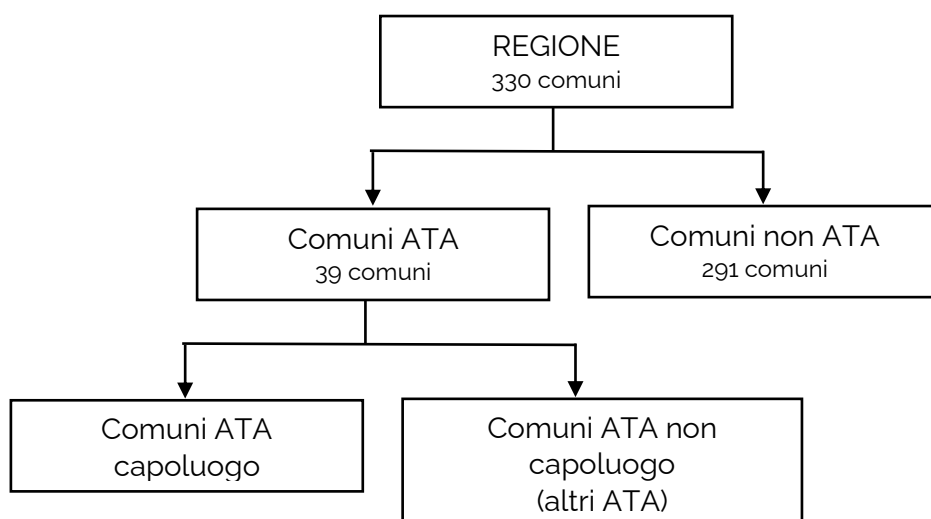 REGIONE
330 comuni
Comuni ATA
39 comuni
Comuni non ATA
291 comuni
Comuni ATA
capoluogo
Comuni ATA non
capoluogo
(altri ATA)